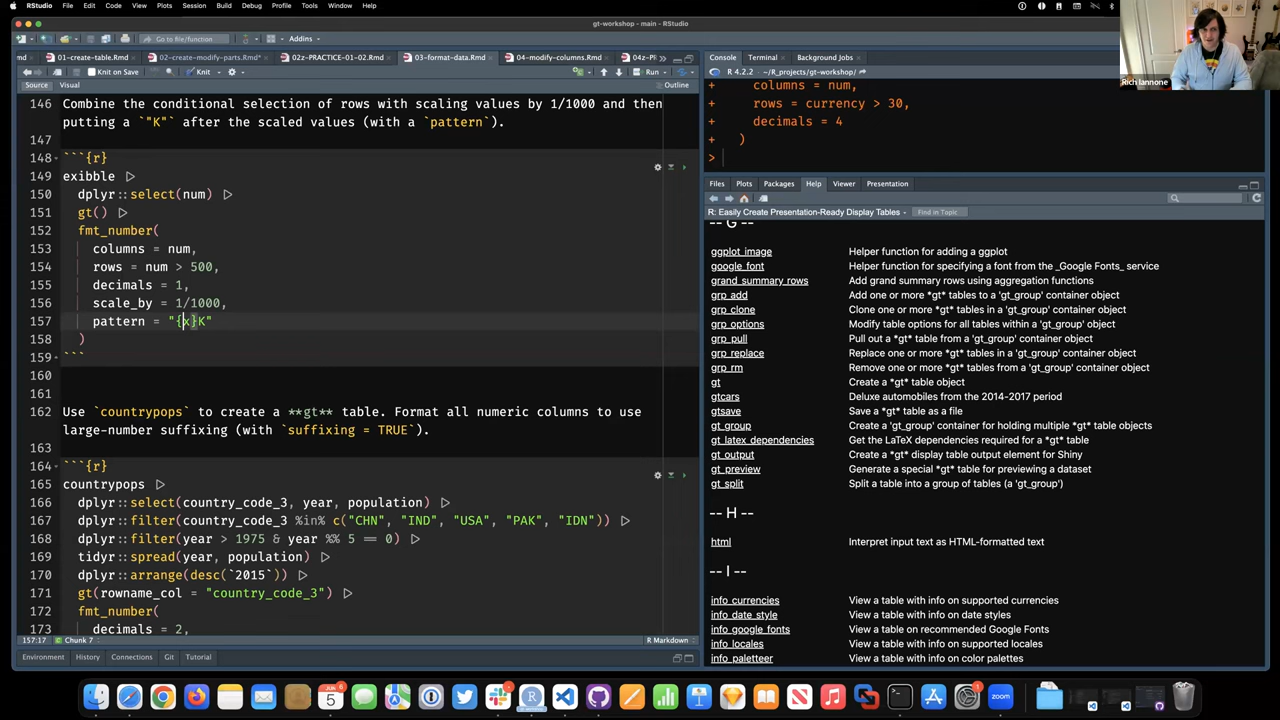 RStudio File Edit Code View Plots Session Build Debug Profile Tools Window Help
gt-workshop - main - RStudio
Go to file/function Addins
md 01-create-table.Rmd 02-create-modify-parts.Rmd* 02z-PRACTICE-01-02.Rmd 03-format-data.Rmd 04-modify-columns.Rmd 04z-PR
Knit on Save Knit Run
Source Visual Outline
146 Combine the conditional selection of rows with scaling values by 1/1000 and then
putting a `"K"` after the scaled values (with a `pattern`).
147
148 ```{r}
149 exibble ▷
150 dplyr::select(num) ▷
151 gt() ▷
152 fmt_number(
153 columns = num,
154 rows = num > 500,
155 decimals = 1,
156 scale_by = 1/1000,
157 pattern = "{x}K"
158 )
159 ```
160
161
162 Use `countrypops` to create a **gt** table. Format all numeric columns to use
large-number suffixing (with `suffixing = TRUE`).
163
164 ```{r}
165 countrypops ▷
166 dplyr::select(country_code_3, year, population) ▷
167 dplyr::filter(country_code_3 %in% c("CHN", "IND", "USA", "PAK", "IDN")) ▷
168 dplyr::filter(year > 1975 & year %% 5 == 0) ▷
169 tidyr::spread(year, population) ▷
170 dplyr::arrange(desc(`2015`)) ▷
171 gt(rowname_col = "country_code_3") ▷
172 fmt_number(
173 decimals = 2,
157:17 Chunk 7 R Markdown
Environment History Connections Git Tutorial
Console Terminal Background Jobs
R 4.2.2 · ~/R_projects/gt-workshop/
+ columns = num,
+ rows = currency > 30,
+ decimals = 4
+ )
>
Files Plots Packages Help Viewer Presentation
R: Easily Create Presentation-Ready Display Tables Find in Topic
-- G --
ggplot_image Helper function for adding a ggplot
google_font Helper function for specifying a font from the _Google Fonts_ service
grand_summary_rows Add grand summary rows using aggregation functions
grp_add Add one or more *gt* tables to a 'gt_group' container object
grp_clone Clone one or more *gt* tables in a 'gt_group' container object
grp_options Modify table options for all tables within a 'gt_group' object
grp_pull Pull out a *gt* table from a 'gt_group' container object
grp_replace Replace one or more *gt* tables in a 'gt_group' container object
grp_rm Remove one or more *gt* tables from a 'gt_group' container object
gt Create a *gt* table object
gtcars Deluxe automobiles from the 2014-2017 period
gtsave Save a *gt* table as a file
gt_group Create a 'gt_group' container for holding multiple *gt* table objects
gt_latex_dependencies Get the LaTeX dependencies required for a *gt* table
gt_output Create a *gt* display table output element for Shiny
gt_preview Generate a special *gt* table for previewing a dataset
gt_split Split a table into a group of tables (a 'gt_group')
-- H --
html Interpret input text as HTML-formatted text
-- I --
info_currencies View a table with info on supported currencies
info_date_style View a table with info on date styles
info_google_fonts View a table on recommended Google Fonts
info_locales View a table with info on supported locales
info_paletteer View a table with info on color palettes
Rich Iannone
JUN 5
zoom